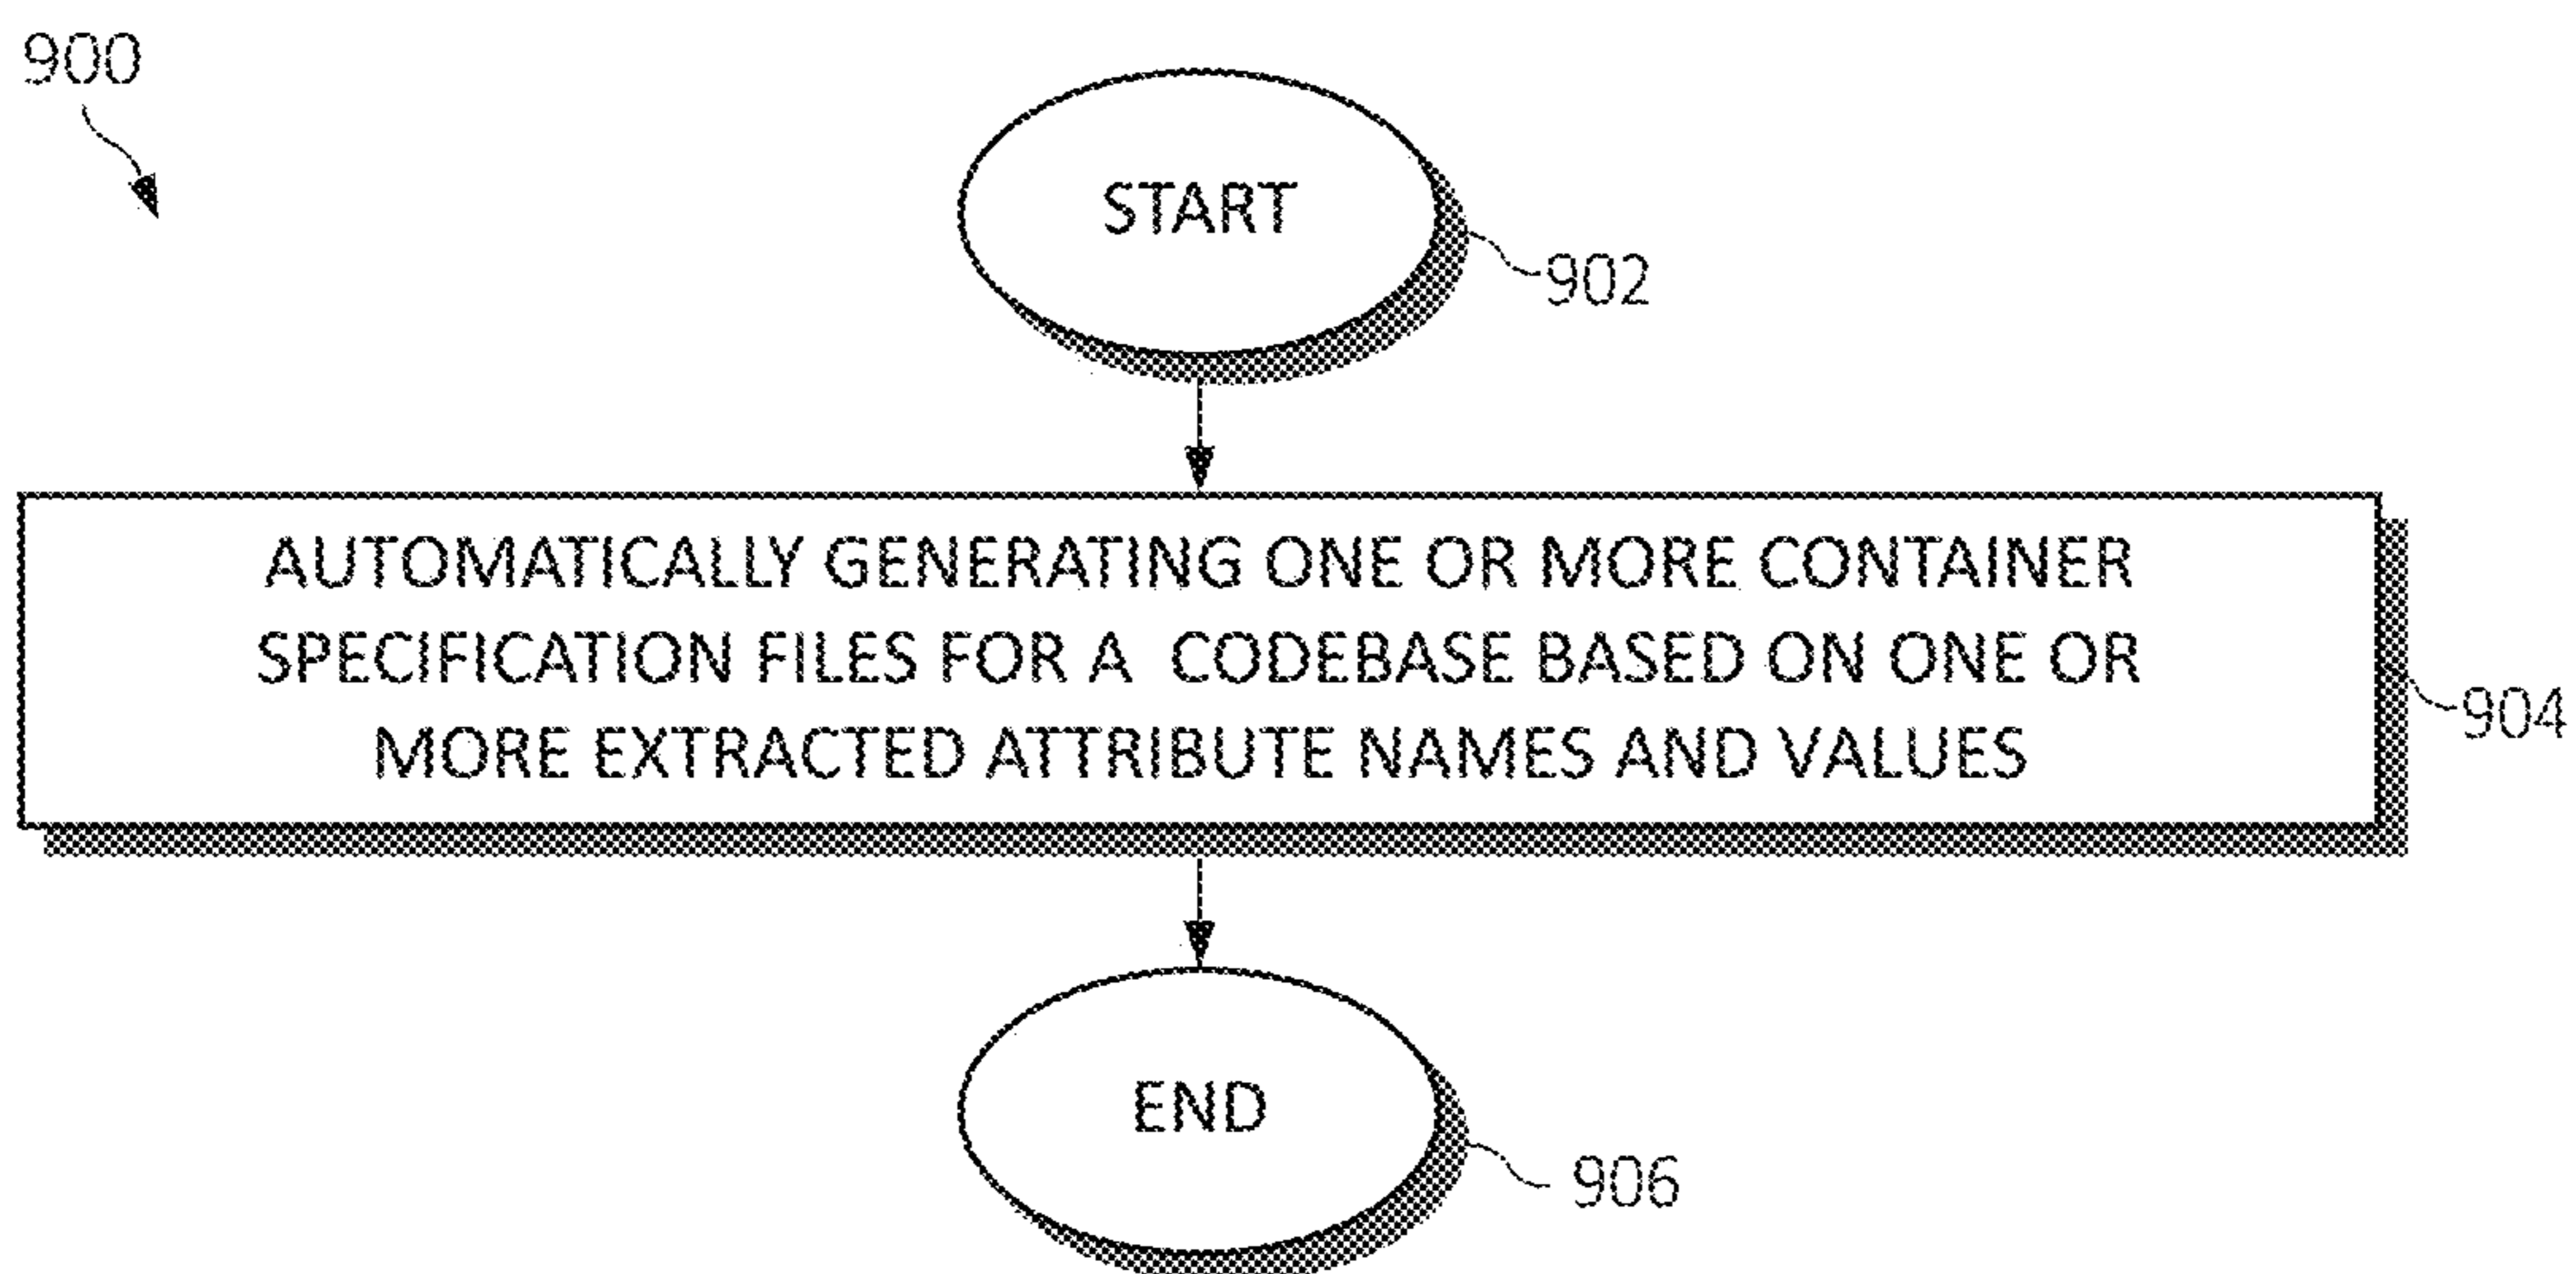 900
START
902
AUTOMATICALLY GENERATING ONE OR MORE CONTAINER
SPECIFICATION FILES FOR A CODEBASE BASED ON ONE OR
MORE EXTRACTED ATTRIBUTE NAMES AND VALUES
904
END
906